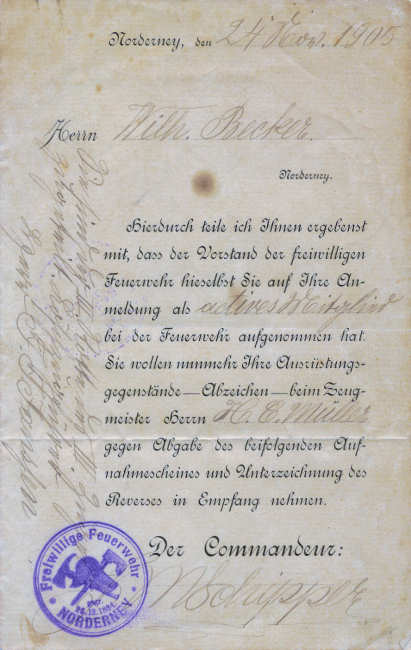 Norderney, den 24 Nov. 1905
Herrn Wilh. Becker.
Norderney.
Hierdurch teile ich Ihnen ergebenst
mit, dass der Vorstand der freiwilligen
Feuerwehr hieselbst Sie auf Ihre An-
meldung als actives Mitglied
bei der Feuerwehr aufgenommen hat.
Sie wollen nunmehr Ihre Ausrüstungs-
gegenstände—Abzeichen—beim Zeug-
meister Herrn H. E. Müller
gegen Abgabe des beifolgenden Auf-
nahmescheines und Unterzeichnung des
Reverses in Empfang nehmen.
Der Commandeur:
Freiwillige Feuerwehr
NORDERNEY